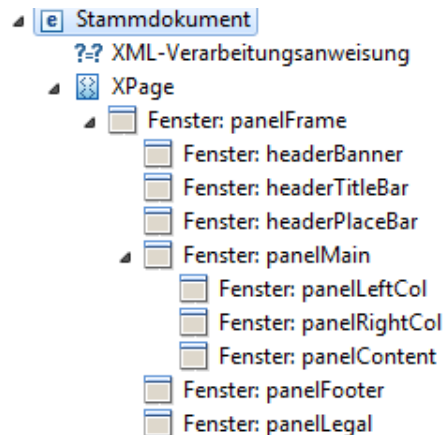 Stammdokument
?=? XML-Verarbeitungsanweisung
XPage
Fenster: panelFrame
Fenster: headerBanner
Fenster: headerTitleBar
Fenster: headerPlaceBar
Fenster: panelMain
Fenster: panelLeftCol
Fenster: panelRightCol
Fenster: panelContent
Fenster: panelFooter
Fenster: panelLegal